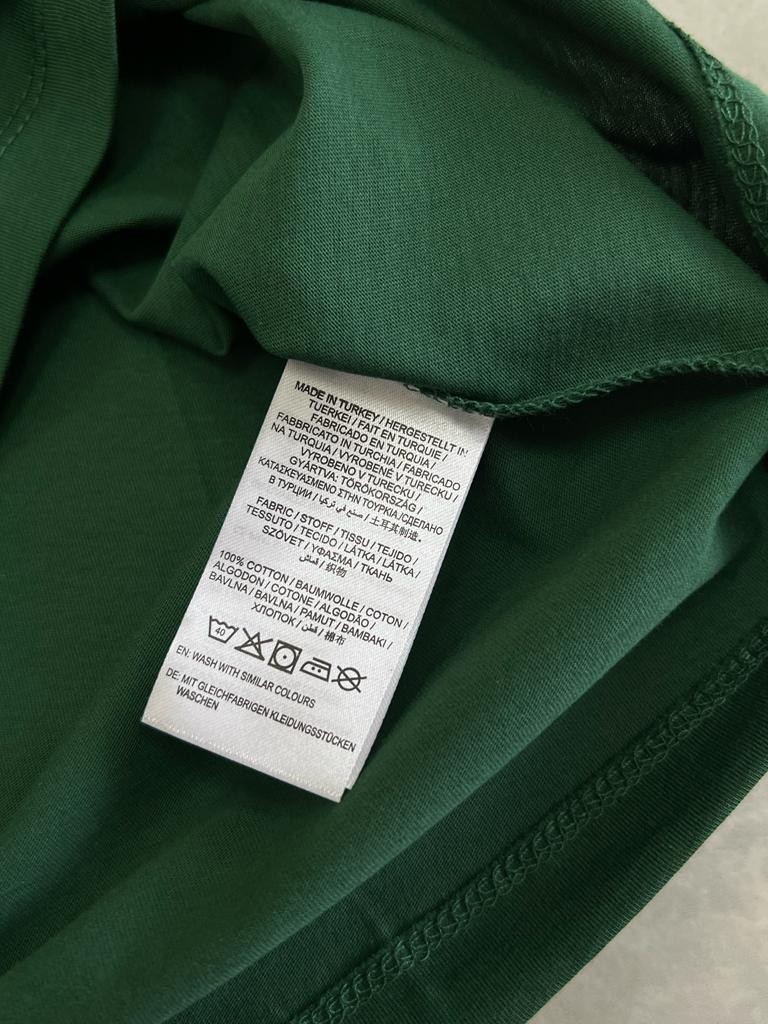 MADE IN TURKEY / HERGESTELLT IN
TUERKEI / FAIT EN TURQUIE /
FABRICADO EN TURQUIA /
FABBRICATO IN TURCHIA / FABRICADO
NA TURQUIA / VYROBENÉ V TURECKU /
VYROBENO V TURECKU /
GYÁRTVA: TÖRÖKORSZÁG /
ΚΑΤΑΣΚΕΥΑΣΜΕΝΟ ΣΤΗΝ ΤΟΥΡΚΙΑ /СДЕЛАНО
В ТУРЦИИ / صنع في تركيا / 土耳其制造。
FABRIC / STOFF / TISSU / TEJIDO /
TESSUTO / TECIDO / LÁTKA / LÁTKA /
SZÖVET / ΥΦΑΣΜΑ / ТКАНЬ
/ قماش / 织物
100% COTTON / BAUMWOLLE / COTON /
ALGODON / COTONE / ALGODÃO /
BAVLNA / BAVLNA / PAMUT / BAMBAKI /
ХЛОПОК / قطن / 棉布
40
EN: WASH WITH SIMILAR COLOURS
DE: MIT GLEICHFABRIGEN KLEIDUNGSSTÜCKEN
WASCHEN